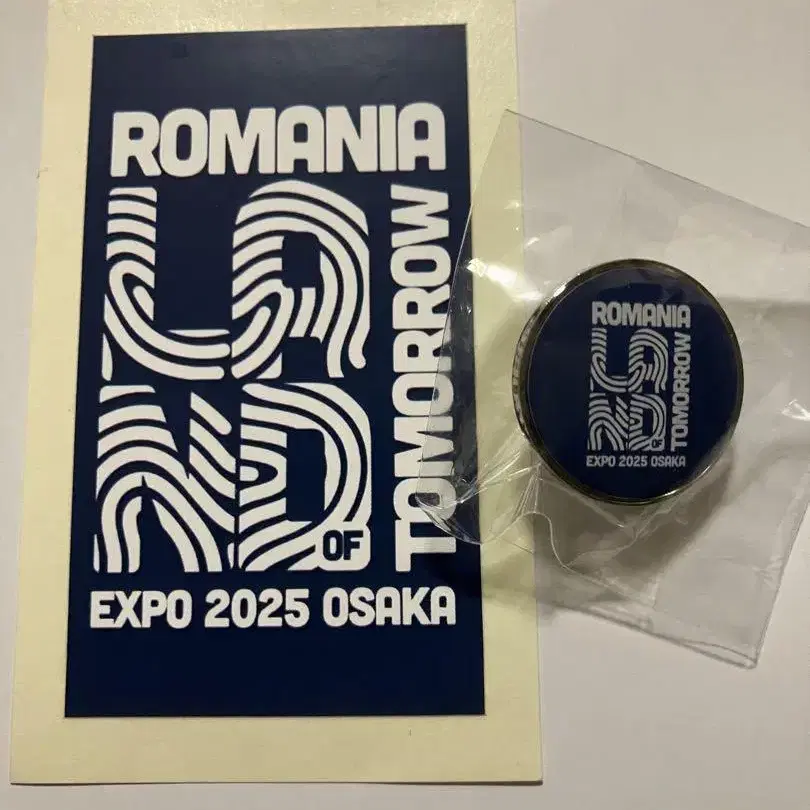 ROMANIA
LAND
OF
TOMORROW
EXPO 2025 OSAKA
ROMANIA
LAND
OF
TOMORROW
EXPO 2025 OSAKA